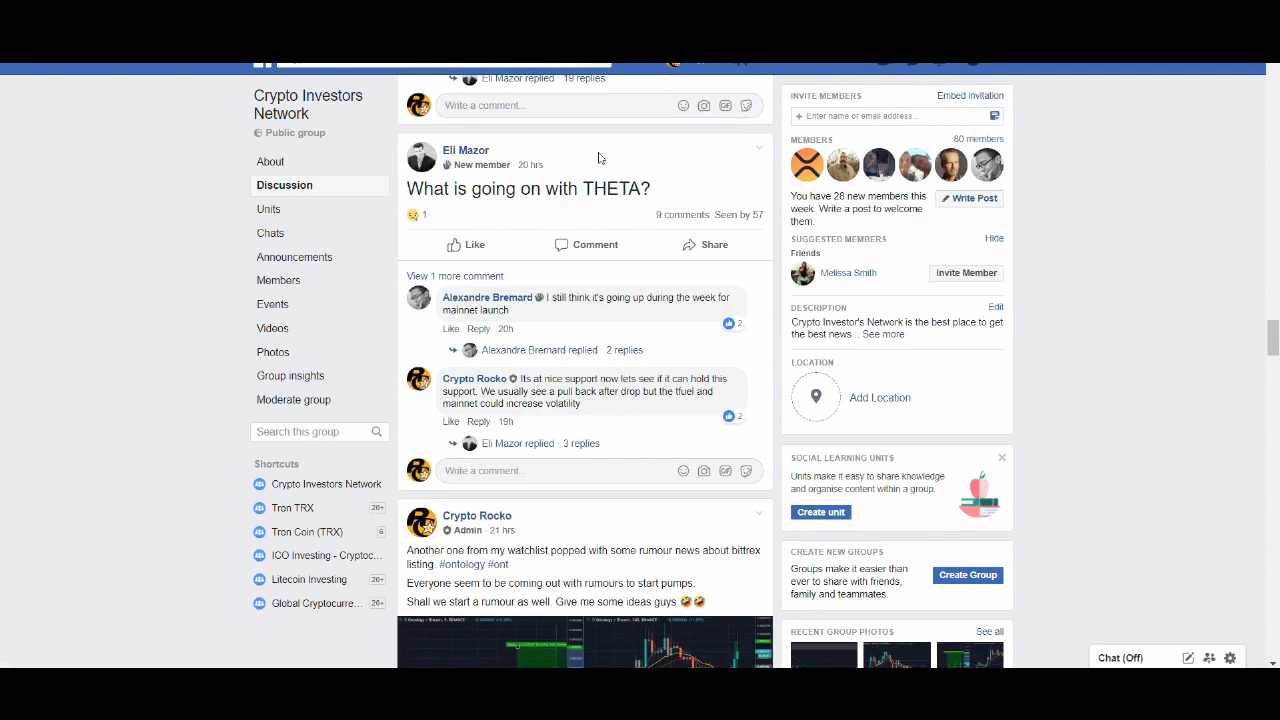 Eli Mazor replied · 19 replies
Write a comment...
Crypto Investors
Network
Public group
About
Discussion
Units
Chats
Announcements
Members
Events
Videos
Photos
Group insights
Moderate group
Search this group
Shortcuts
Crypto Investors Network
Tron TRX 20+
Tron Coin (TRX) 6
ICO Investing - Cryptoc...
Litecoin Investing 20+
Global Cryptocurre... 20+
Eli Mazor
New member · 20 hrs
What is going on with THETA?
1
9 comments Seen by 57
Like Comment Share
View 1 more comment
Alexandre Bremard I still think it's going up during the week for
mainnet launch
2
Like · Reply · 20h
Alexandre Bremard replied · 2 replies
Crypto Rocko Its at nice support now lets see if it can hold this
support. We usually see a pull back after drop but the tfuel and
mainnet could increase volatility
2
Like · Reply · 19h
Eli Mazor replied · 3 replies
Write a comment...
GIF
Crypto Rocko
Admin · 21 hrs
Another one from my watchlist popped with some rumour news about bittrex
listing. #ontology #ont
Everyone seem to be coming out with rumours to start pumps.
Shall we start a rumour as well. Give me some ideas guys 🤣🤣
INVITE MEMBERS Embed invitation
+ Enter name or email address...
MEMBERS 80 members
You have 28 new members this
week. Write a post to welcome
them.
Write Post
SUGGESTED MEMBERS Hide
Friends
Melissa Smith Invite Member
DESCRIPTION Edit
Crypto Investor's Network is the best place to get
the best news... See more
LOCATION
Add Location
SOCIAL LEARNING UNITS
Units make it easier to share knowledge
and organise content within a group.
Create unit
CREATE NEW GROUPS
Groups make it easier than
ever to share with friends,
family and teammates.
Create Group
RECENT GROUP PHOTOS See all
Chat (Off)